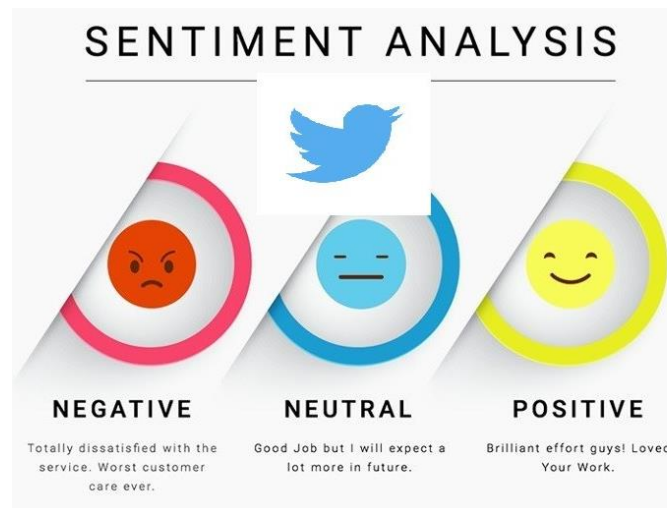 SENTIMENT ANALYSIS
NEGATIVE
Totally dissatisfied with the
service. Worst customer
care ever.
NEUTRAL
Good Job but I will expect a
lot more in future.
POSITIVE
Brilliant effort guys! Loved
Your Work.